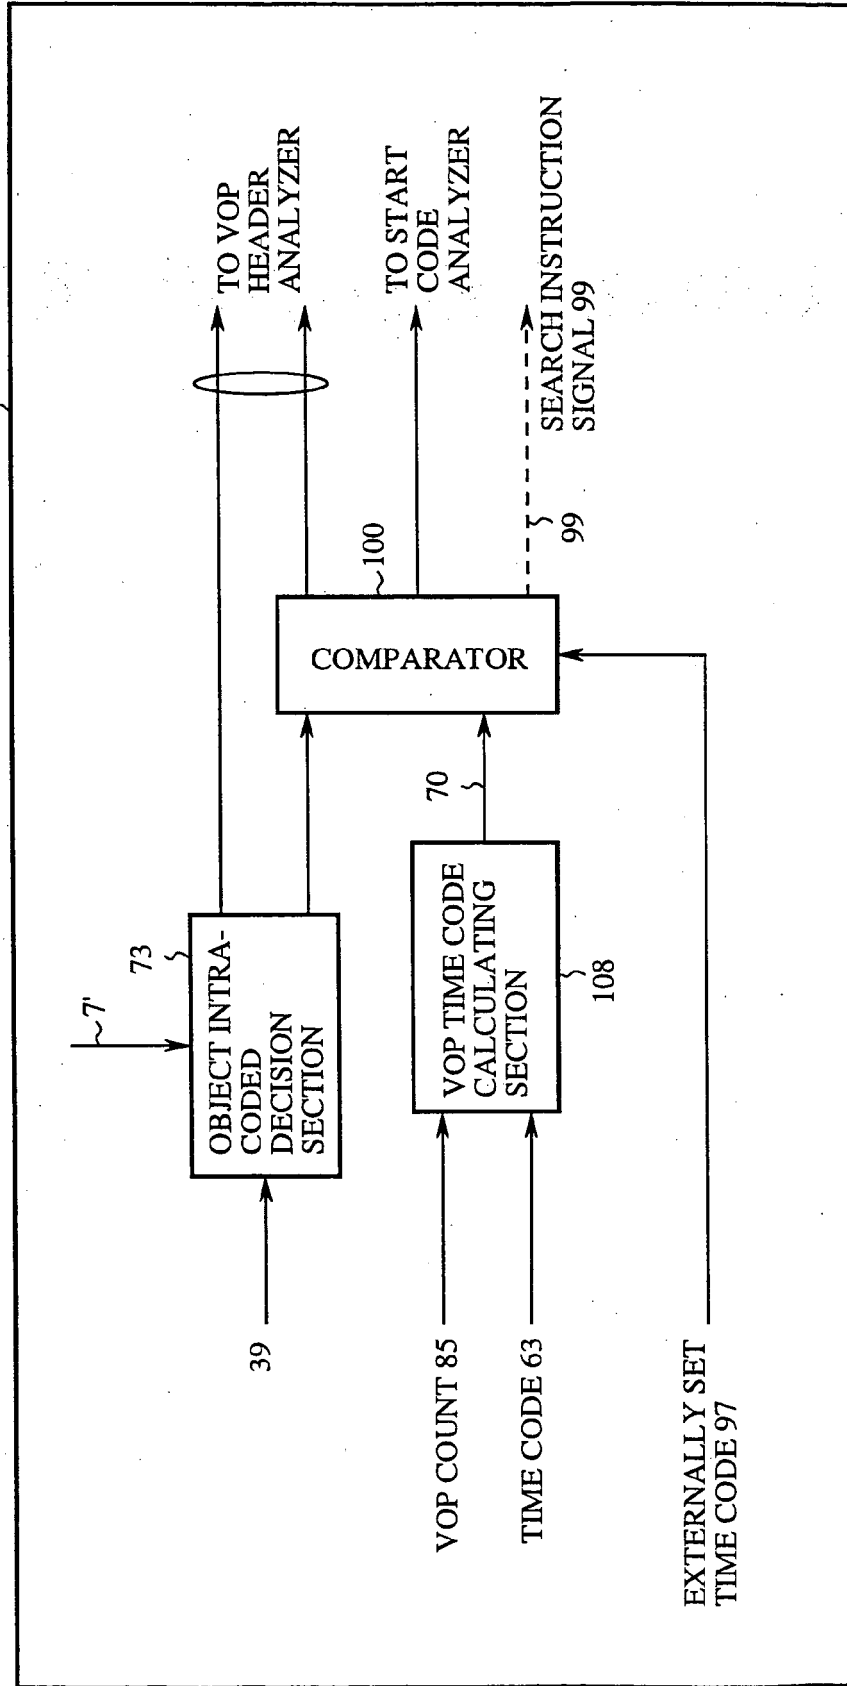 7'
73
OBJECT INTRA-
CODED
DECISION
SECTION
39
TO VOP
HEADER
ANALYZER
100
COMPARATOR
TO START
CODE
ANALYZER
70
VOP TIME CODE
CALCULATING
SECTION
108
VOP COUNT 85
TIME CODE 63
99
SEARCH INSTRUCTION
SIGNAL 99
EXTERNALLY SET
TIME CODE 97